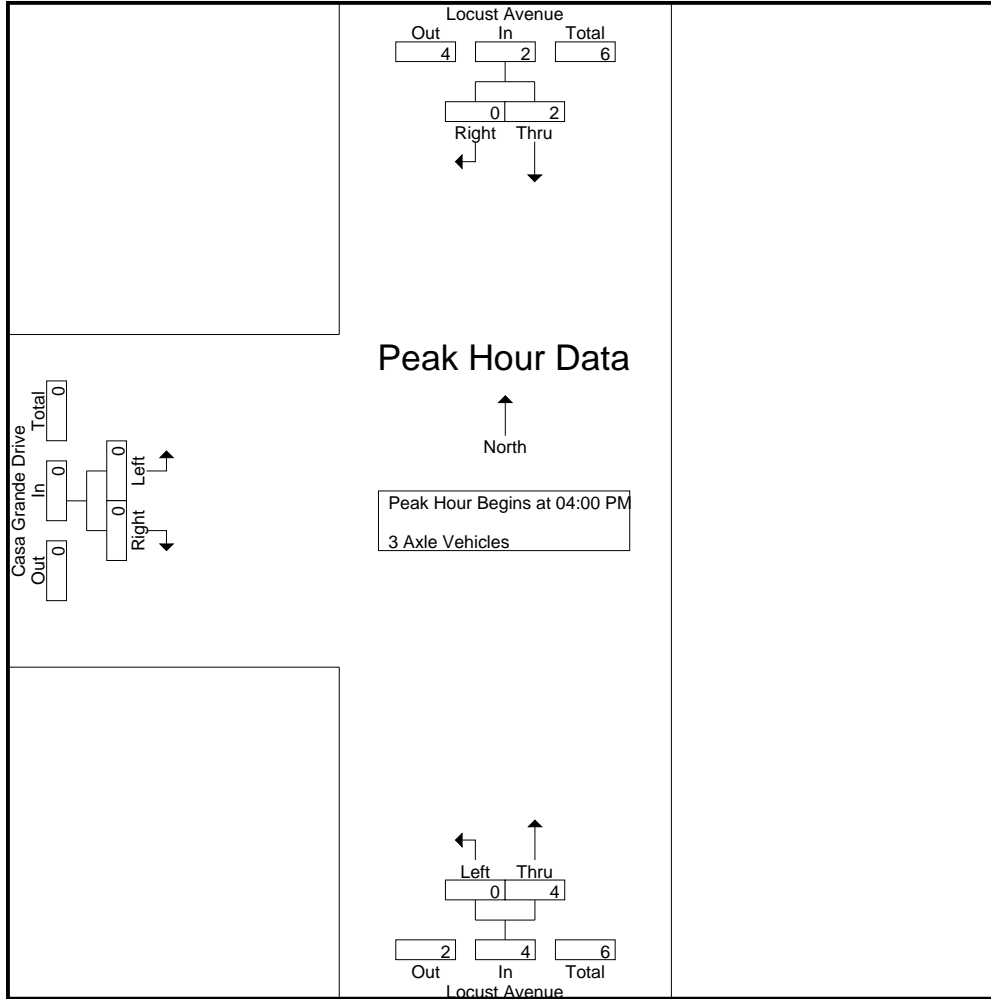 Locust Avenue
Out In Total
4 2 6
0 2
Right Thru
Peak Hour Data
North
Peak Hour Begins at 04:00 PM
3 Axle Vehicles
Casa Grande Drive
Out In Total
0 0 0
0 0
Right Left
Left Thru
0 4
2 4 6
Out In Total
Locust Avenue